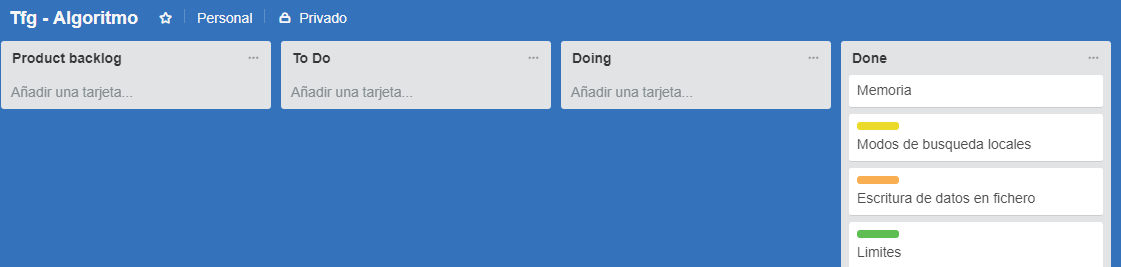 Tfg - Algoritmo Personal Privado
Product backlog
Añadir una tarjeta...
To Do
Añadir una tarjeta...
Doing
Añadir una tarjeta...
Done
Memoria
Modos de busqueda locales
Escritura de datos en fichero
Limites